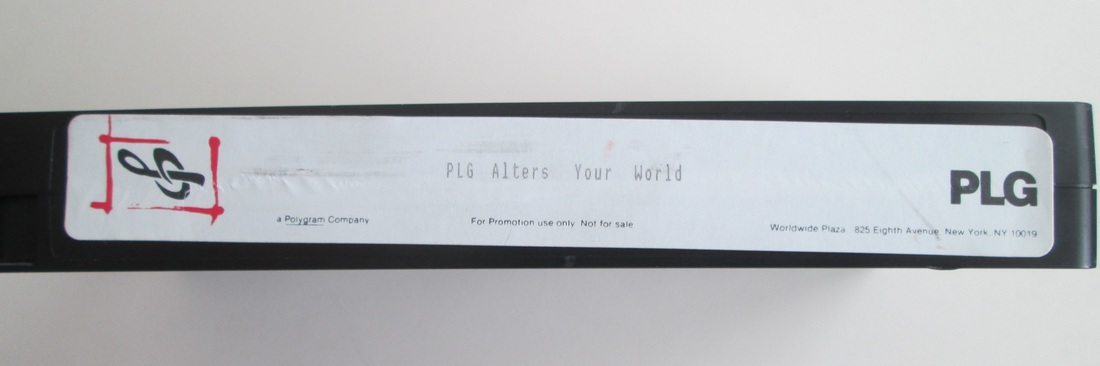 PLG Alters Your World
PLG
a Polygram Company
For Promotion use only Not for sale
Worldwide Plaza 825 Eighth Avenue, New York, NY 10019